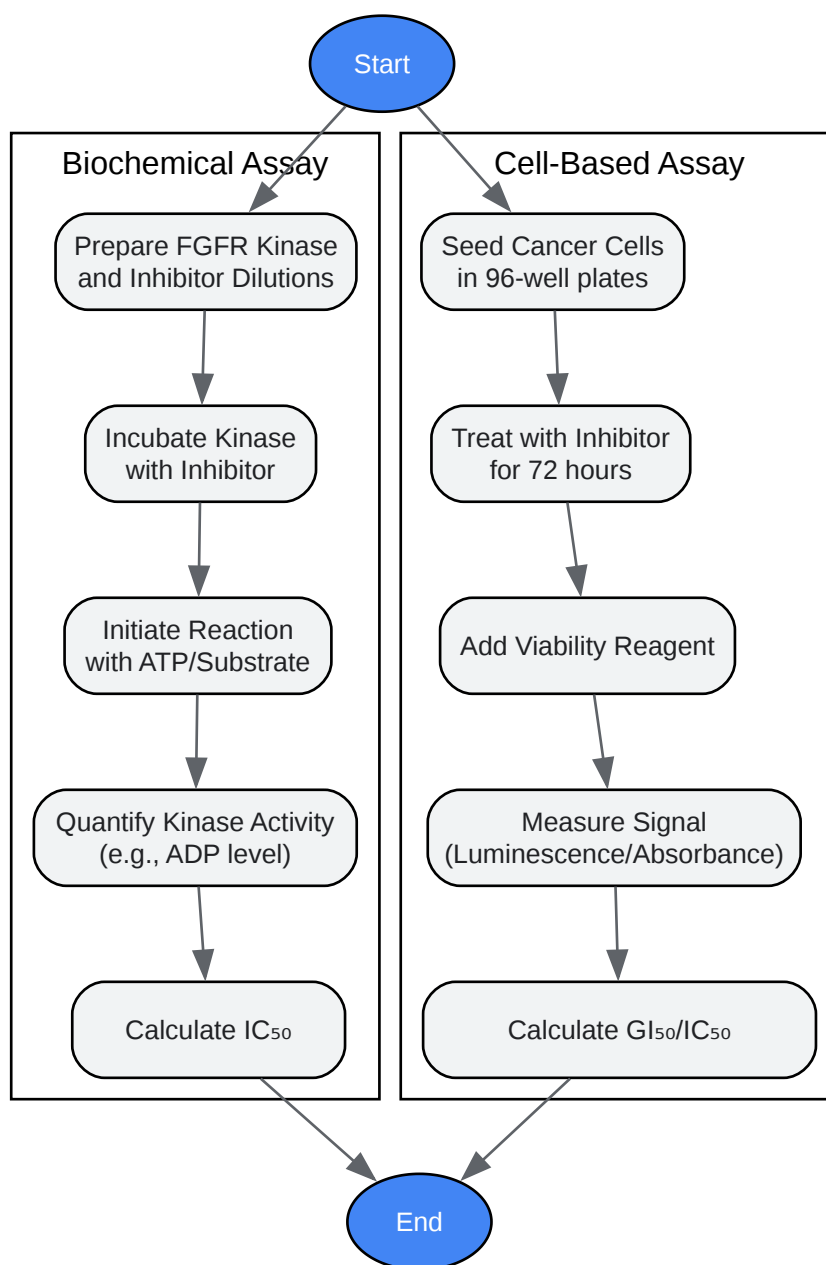 Start
Biochemical Assay
Prepare FGFR Kinase
and Inhibitor Dilutions
Incubate Kinase
with Inhibitor
Initiate Reaction
with ATP/Substrate
Quantify Kinase Activity
(e.g., ADP level)
Calculate IC₅₀
Cell-Based Assay
Seed Cancer Cells
in 96-well plates
Treat with Inhibitor
for 72 hours
Add Viability Reagent
Measure Signal
(Luminescence/Absorbance)
Calculate GI₅₀/IC₅₀
End